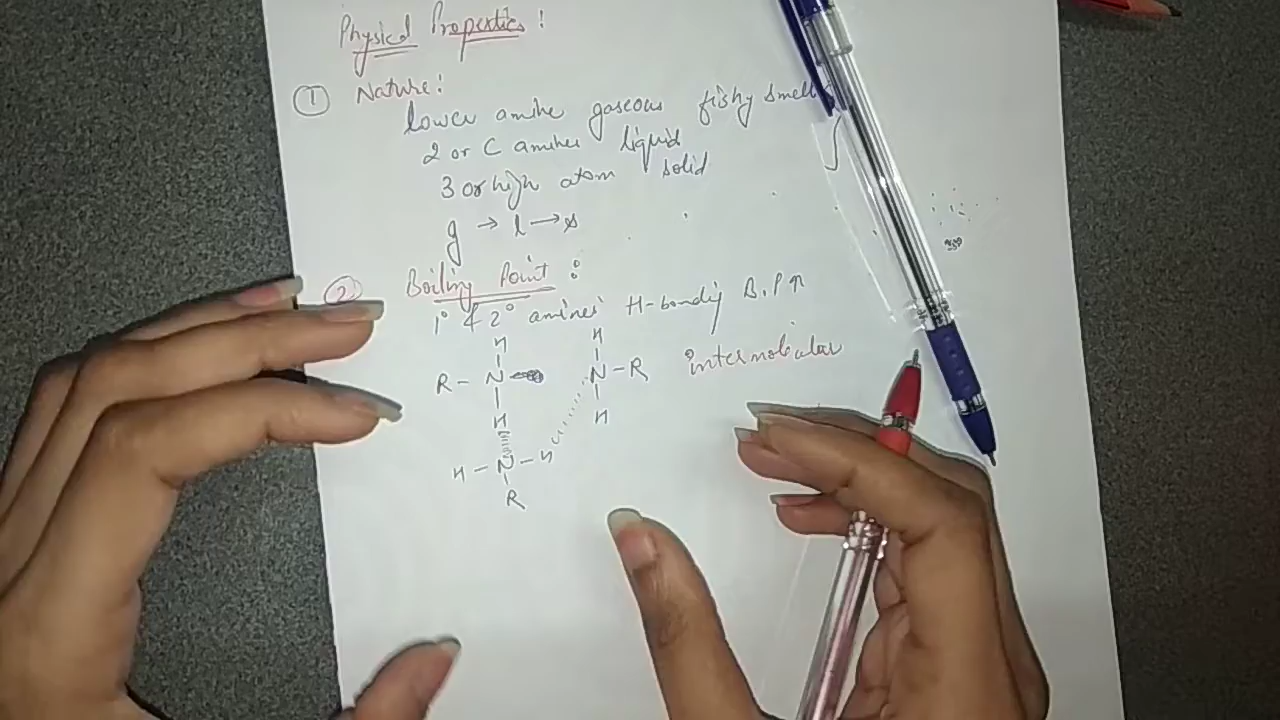 Physical Properties :
① Nature :
lower amine gaseous fishy smell
2 or C amines liquid
3 or high atom solid
g → l → s
② Boiling Point :
1° & 2° amines H-bonding B.P ↑
H H
R – N N – R intermolecular
H H
H – N – H
R